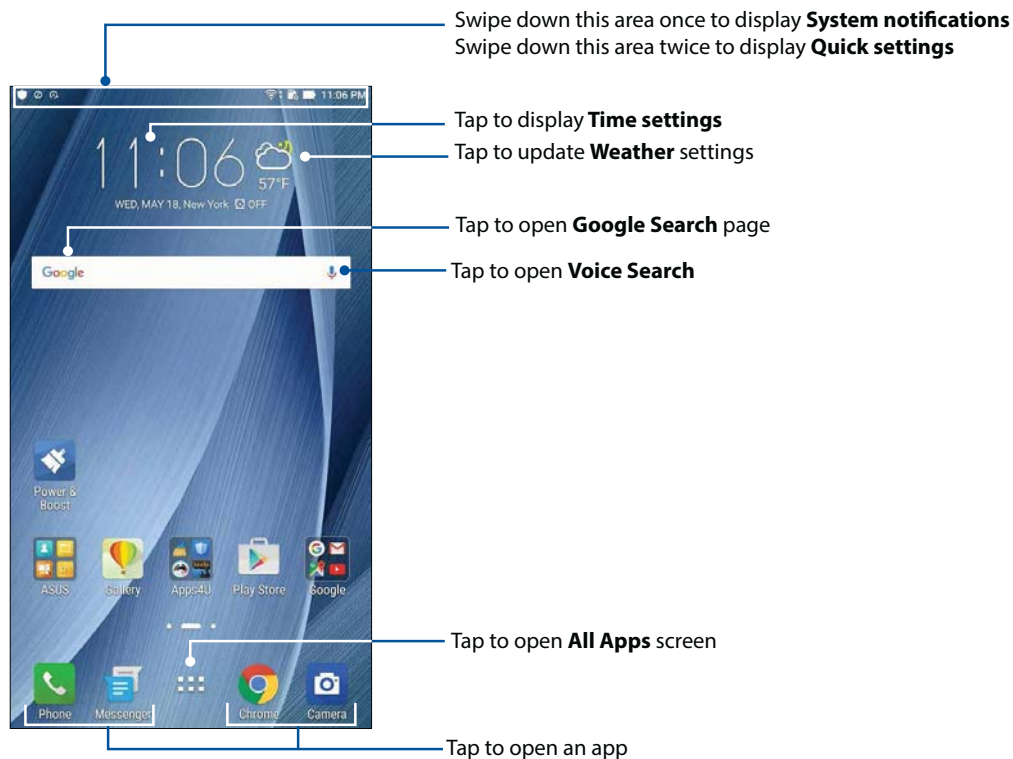 Swipe down this area once to display System notifications
Swipe down this area twice to display Quick settings
11:06 PM
Tap to display Time settings
11:06
Tap to update Weather settings
57°F
WED, MAY 18, New York OFF
Tap to open Google Search page
Google
Tap to open Voice Search
Power &
Boost
ASUS Gallery Apps4U Play Store Google
Tap to open All Apps screen
Phone Messenger Chrome Camera
Tap to open an app